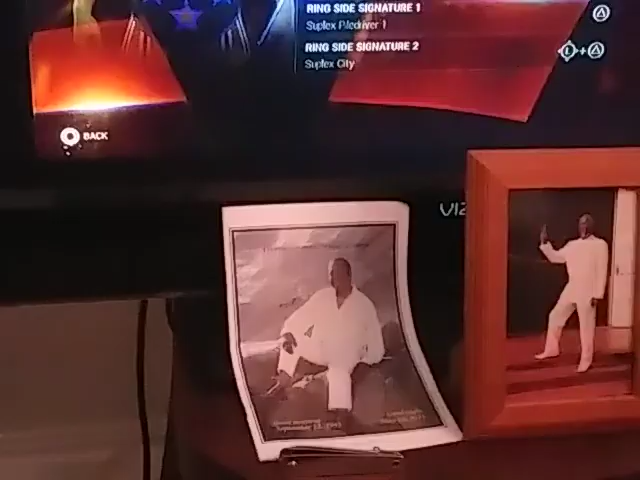 RING SIDE SIGNATURE 1
Suplex Piledriver 1
RING SIDE SIGNATURE 2
Suplex City
L + 
BACK
VIZ